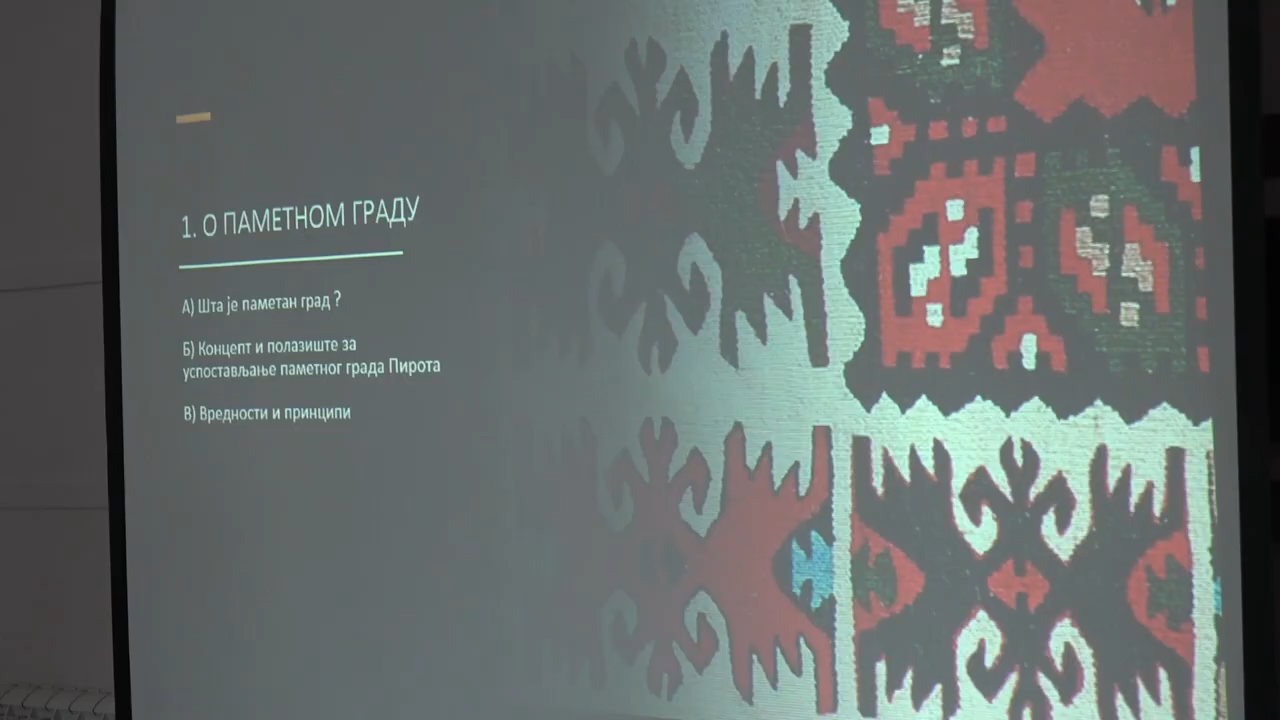 1. О ПАМЕТНОМ ГРАДУ
А) Шта је паметан град ?
Б) Концепт и полазиште за
успостављање паметног града Пирота
В) Вредности и принципи